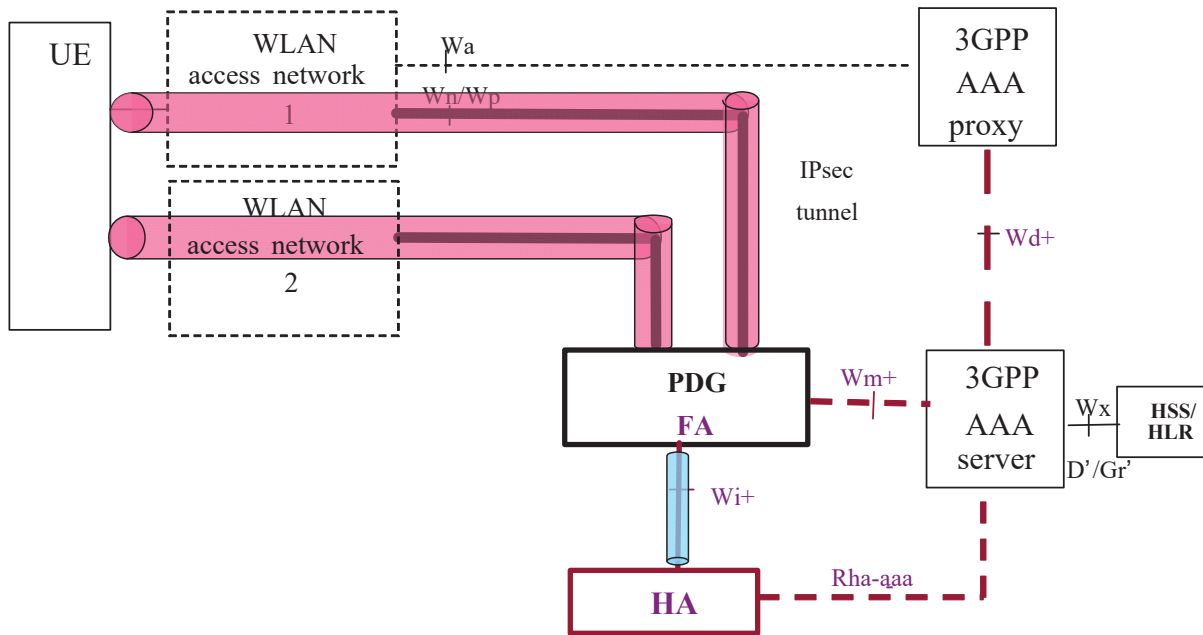 UE
WLAN
access network
1
Wa
Wn/Wp
3GPP
AAA
proxy
IPsec
tunnel
WLAN
access network
2
Wd+
PDG
FA
Wm+
3GPP
AAA
server
Wx
D’/Gr’
HSS/
HLR
Wi+
HA
Rha-aaa